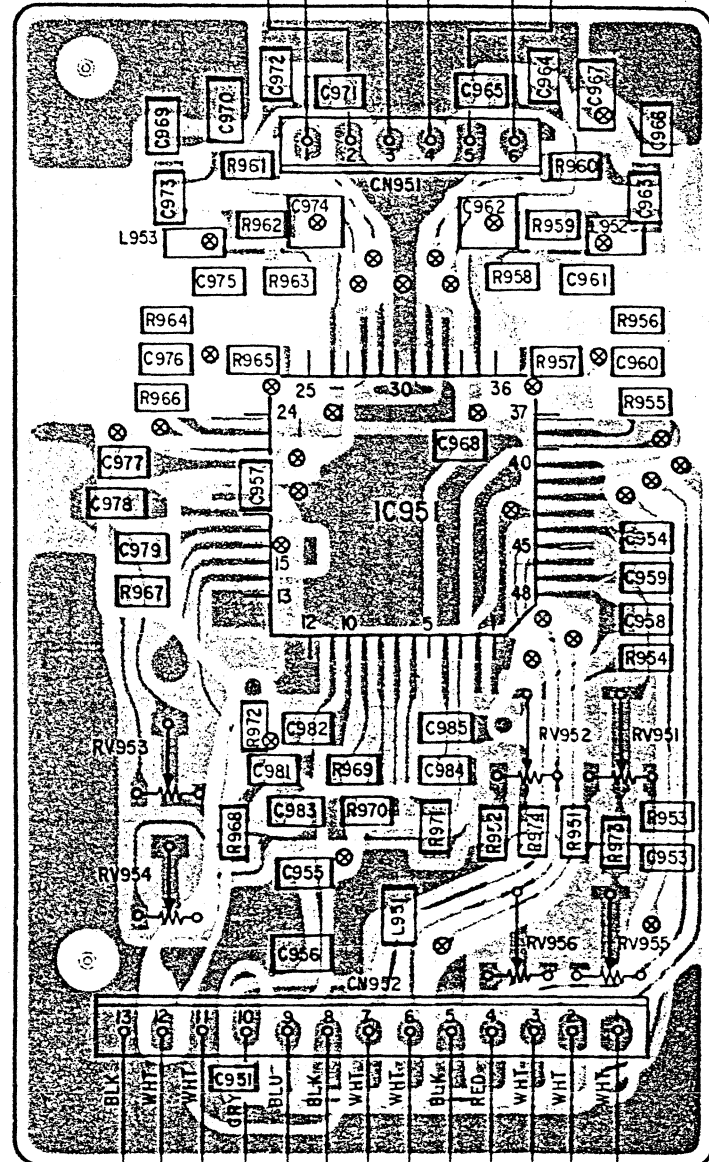 C972 C964
C970 C971 C965 C967
C969 C966
1 2 3 4 5 6
R961 R960
CN951
C973 C963
C974 C962
R962 R959 L952
L953
C975 R963 R958 C961
R964 R956
C976 R965 R957 C960
25 30 36
R966 R955
24 37
C968
C977 40
C957
C978 IC951
C979 45 C954
15 C959
R967 13 48
12 10 5 1 C958
R954
R972 C982 C985 RV952 RV951
RV953
C981 R969 C984
C983 R970 R953
R968 R971 R952 R974 R951 R973
C955 C953
RV954
L951
RV956 RV955
C956
CN952
13 12 11 10 9 8 7 6 5 4 3 2 1
BLK WHT WHT GRY BLU BLK WHT WHT BLK RED WHT WHT WHT
C951